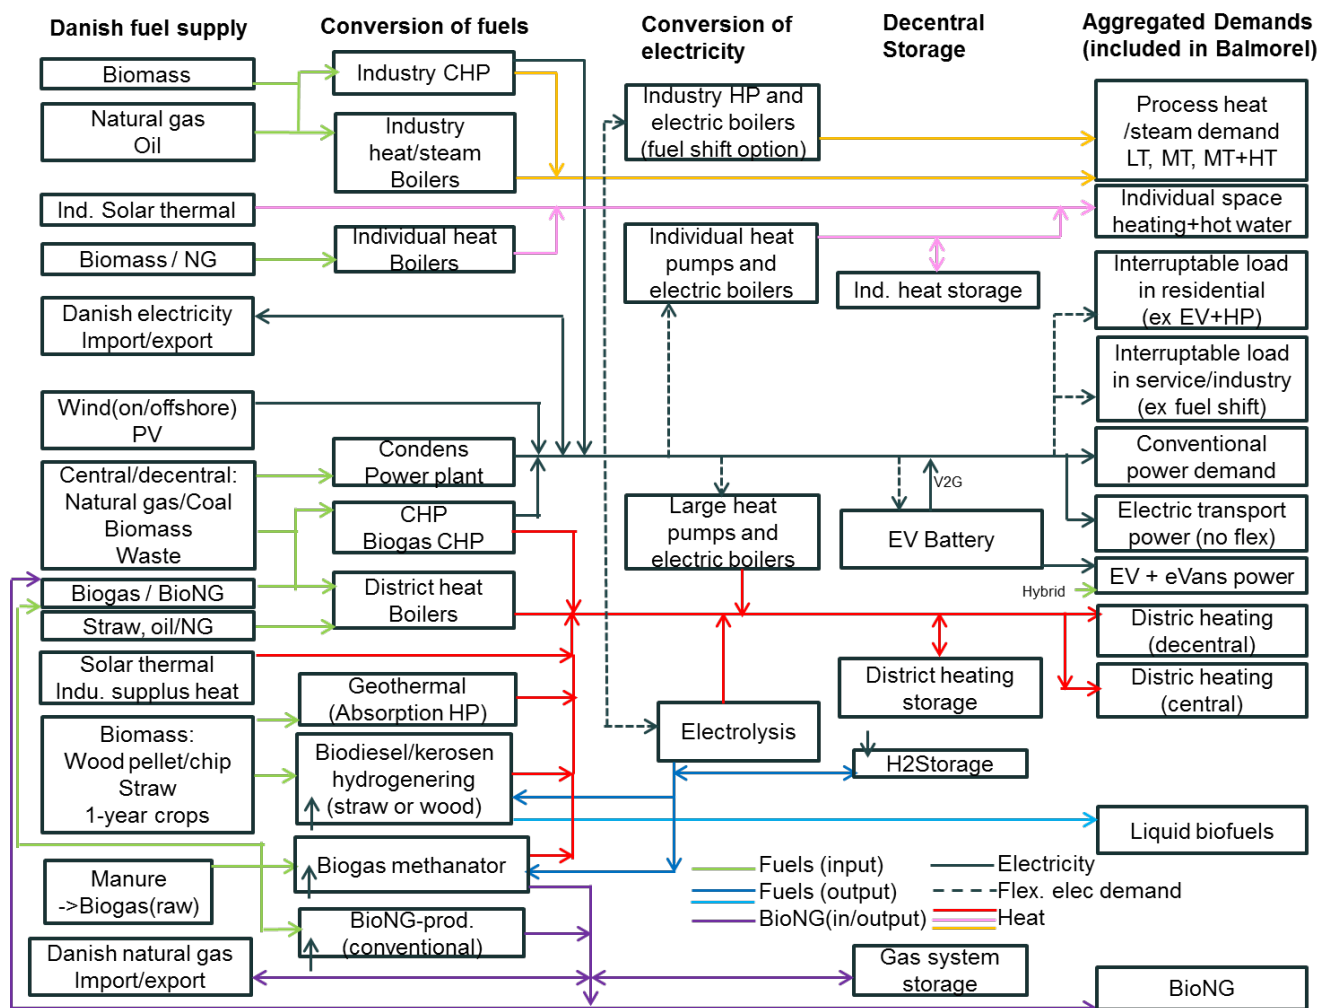 Danish fuel supply
Conversion of fuels
Conversion of
electricity
Decentral
Storage
Aggregated Demands
(included in Balmorel)
Biomass
Natural gas
Oil
Ind. Solar thermal
Biomass / NG
Danish electricity
Import/export
Wind(on/offshore)
PV
Central/decentral:
Natural gas/Coal
Biomass
Waste
Biogas / BioNG
Straw, oil/NG
Solar thermal
Indu. supplus heat
Biomass:
Wood pellet/chip
Straw
1-year crops
Manure
->Biogas(raw)
Danish natural gas
Import/export
Industry CHP
Industry
heat/steam
Boilers
Individual heat
Boilers
Condens
Power plant
CHP
Biogas CHP
District heat
Boilers
Geothermal
(Absorption HP)
Biodiesel/kerosen
hydrogenering
(straw or wood)
Biogas methanator
BioNG-prod.
(conventional)
Industry HP and
electric boilers
(fuel shift option)
Individual heat
pumps and
electric boilers
Large heat
pumps and
electric boilers
Electrolysis
Ind. heat storage
V2G
EV Battery
District heating
storage
H2Storage
Gas system
storage
Process heat
/steam demand
LT, MT, MT+HT
Individual space
heating+hot water
Interruptable load
in residential
(ex EV+HP)
Interruptable load
in service/industry
(ex fuel shift)
Conventional
power demand
Electric transport
power (no flex)
EV + eVans power
Hybrid
Distric heating
(decentral)
Distric heating
(central)
Liquid biofuels
BioNG
Fuels (input)
Fuels (output)
BioNG(in/output)
Electricity
Flex. elec demand
Heat